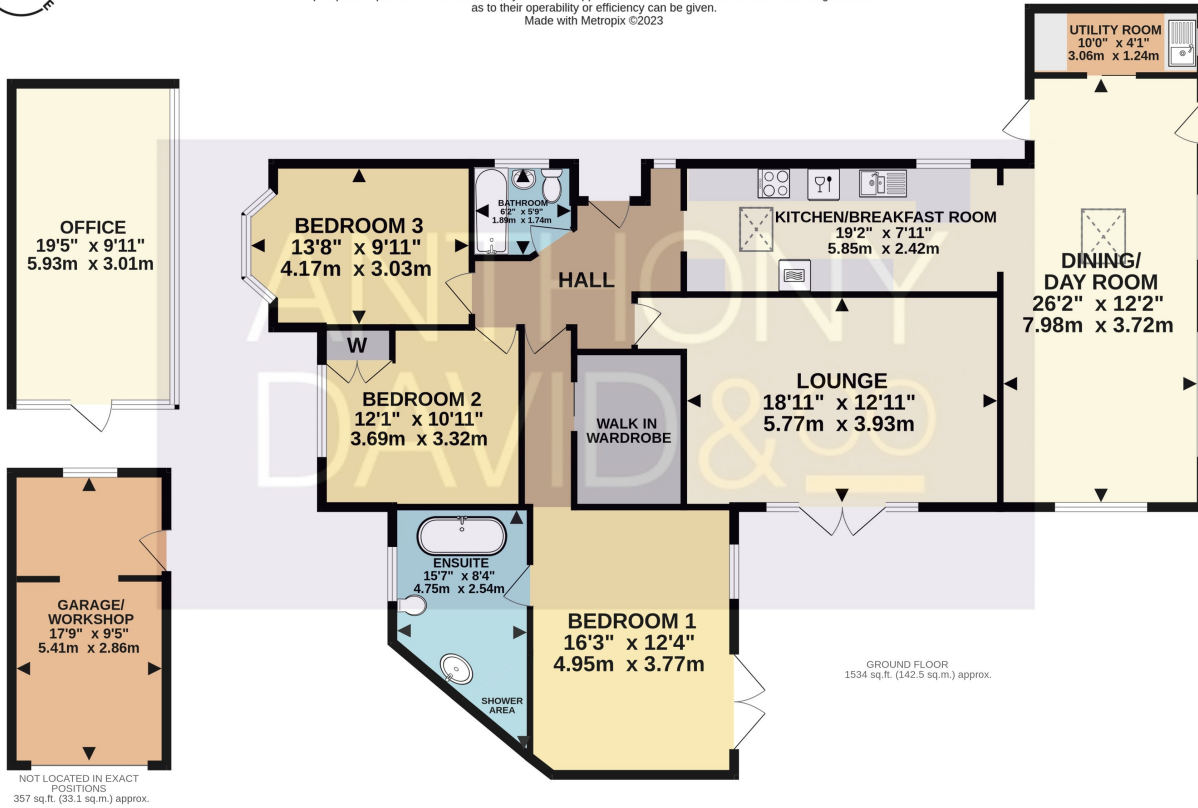 E
as to their operability or efficiency can be given.
Made with Metropix ©2023
UTILITY ROOM
10'0" x 4'1"
3.06m x 1.24m
OFFICE
19'5" x 9'11"
5.93m x 3.01m
BEDROOM 3
13'8" x 9'11"
4.17m x 3.03m
BATHROOM
6'2" x 5'9"
1.89m x 1.74m
HALL
KITCHEN/BREAKFAST ROOM
19'2" x 7'11"
5.85m x 2.42m
DINING/
DAY ROOM
26'2" x 12'2"
7.98m x 3.72m
W
BEDROOM 2
12'1" x 10'11"
3.69m x 3.32m
WALK IN
WARDROBE
LOUNGE
18'11" x 12'11"
5.77m x 3.93m
ANTHONY
DAVID & CO
GARAGE/
WORKSHOP
17'9" x 9'5"
5.41m x 2.86m
ENSUITE
15'7" x 8'4"
4.75m x 2.54m
SHOWER
AREA
BEDROOM 1
16'3" x 12'4"
4.95m x 3.77m
GROUND FLOOR
1534 sq.ft. (142.5 sq.m.) approx.
NOT LOCATED IN EXACT
POSITIONS
357 sq.ft. (33.1 sq.m.) approx.